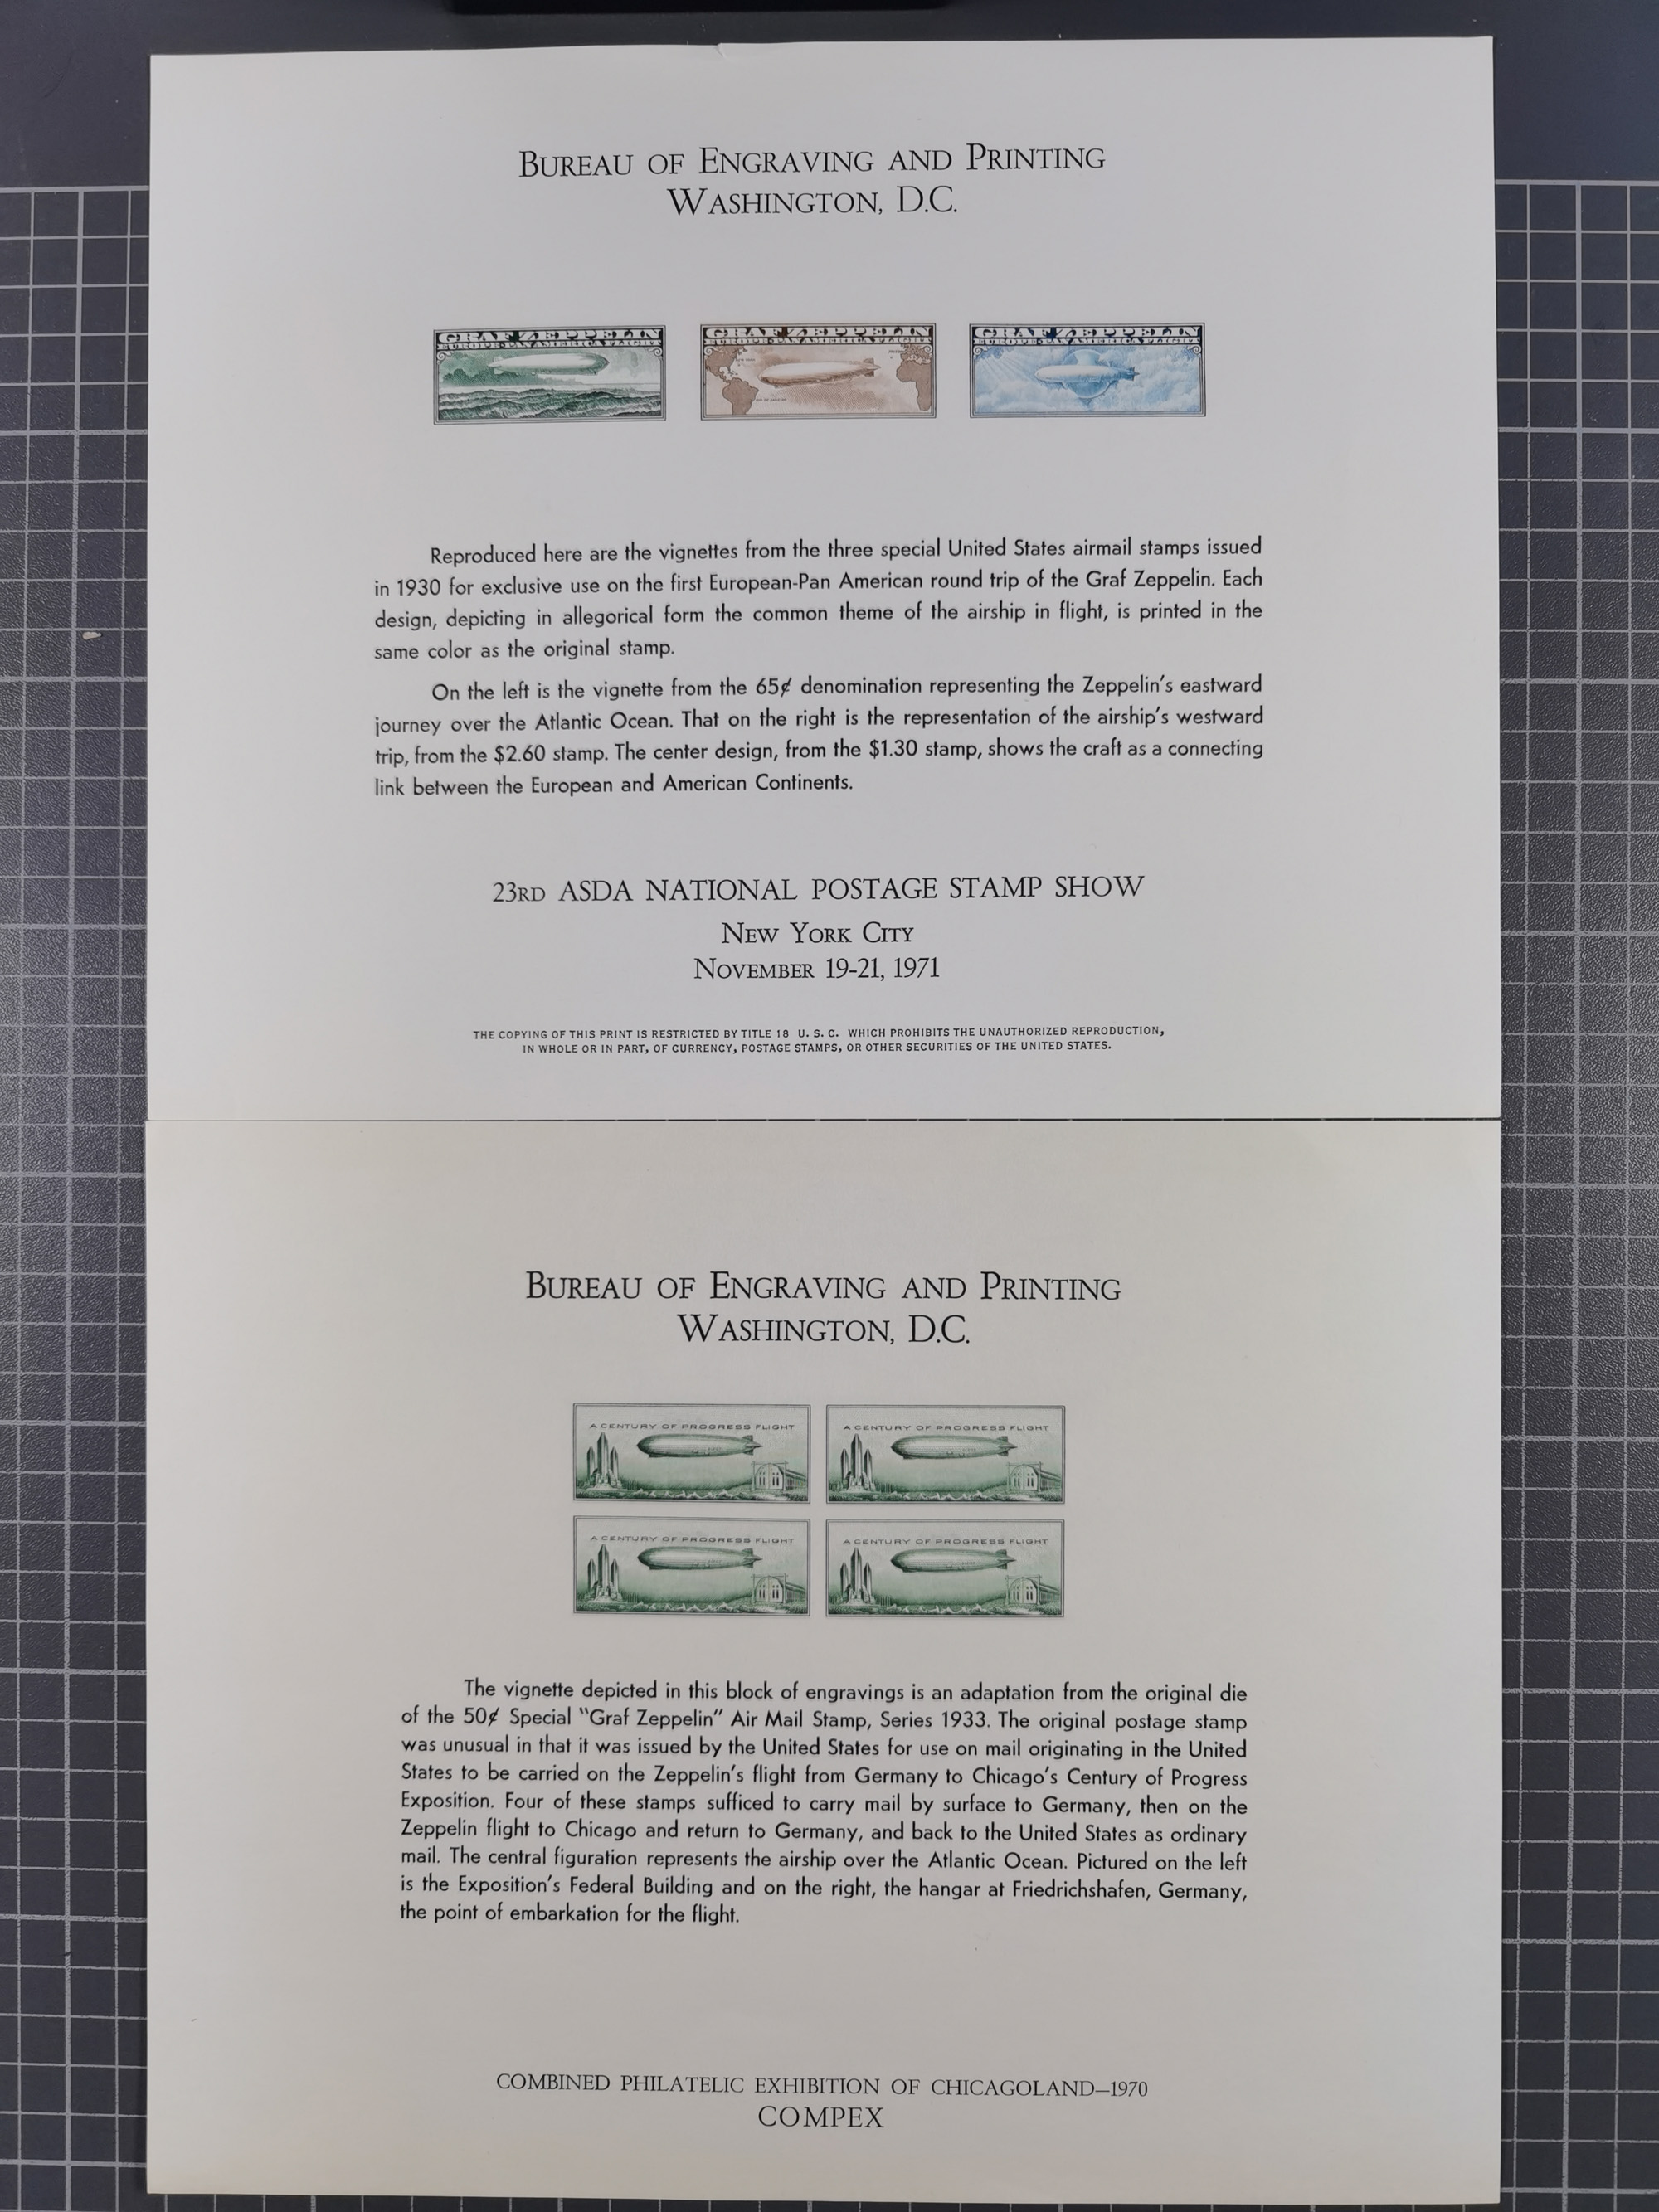 BUREAU OF ENGRAVING AND PRINTING
WASHINGTON, D.C.
GRAF ZEPPELIN GRAF ZEPPELIN GRAF ZEPPELIN
EUROPE-PAN AMERICA FLIGHT EUROPE-PAN AMERICA FLIGHT EUROPE-PAN AMERICA FLIGHT
Reproduced here are the vignettes from the three special United States airmail stamps issued
in 1930 for exclusive use on the first European-Pan American round trip of the Graf Zeppelin. Each
design, depicting in allegorical form the common theme of the airship in flight, is printed in the
same color as the original stamp.
On the left is the vignette from the 65¢ denomination representing the Zeppelin's eastward
journey over the Atlantic Ocean. That on the right is the representation of the airship's westward
trip, from the $2.60 stamp. The center design, from the $1.30 stamp, shows the craft as a connecting
link between the European and American Continents.
23RD ASDA NATIONAL POSTAGE STAMP SHOW
NEW YORK CITY
NOVEMBER 19-21, 1971
THE COPYING OF THIS PRINT IS RESTRICTED BY TITLE 18 U. S. C. WHICH PROHIBITS THE UNAUTHORIZED REPRODUCTION,
IN WHOLE OR IN PART, OF CURRENCY, POSTAGE STAMPS, OR OTHER SECURITIES OF THE UNITED STATES.
BUREAU OF ENGRAVING AND PRINTING
WASHINGTON, D.C.
A CENTURY OF PROGRESS FLIGHT A CENTURY OF PROGRESS FLIGHT
A CENTURY OF PROGRESS FLIGHT A CENTURY OF PROGRESS FLIGHT
The vignette depicted in this block of engravings is an adaptation from the original die
of the 50¢ Special "Graf Zeppelin" Air Mail Stamp, Series 1933. The original postage stamp
was unusual in that it was issued by the United States for use on mail originating in the United
States to be carried on the Zeppelin's flight from Germany to Chicago's Century of Progress
Exposition. Four of these stamps sufficed to carry mail by surface to Germany, then on the
Zeppelin flight to Chicago and return to Germany, and back to the United States as ordinary
mail. The central figuration represents the airship over the Atlantic Ocean. Pictured on the left
is the Exposition's Federal Building and on the right, the hangar at Friedrichshafen, Germany,
the point of embarkation for the flight.
COMBINED PHILATELIC EXHIBITION OF CHICAGOLAND—1970
COMPEX